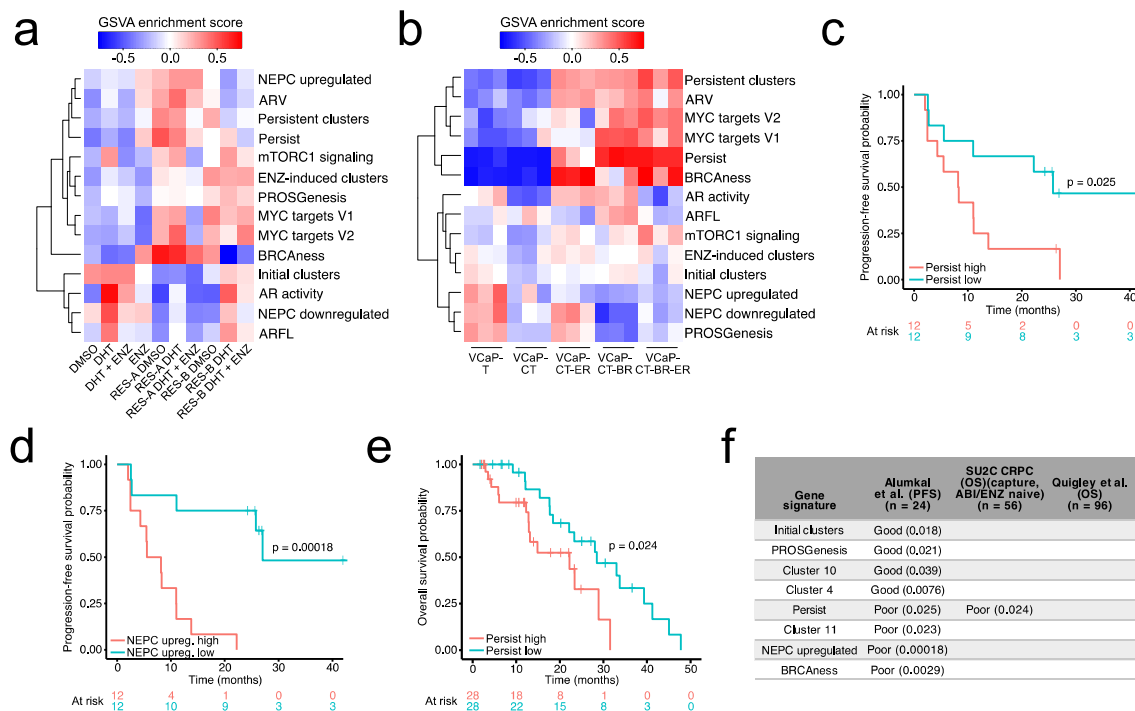 a
GSVA enrichment score
-0.5
0.0
0.5
NEPC upregulated
ARV
Persistent clusters
Persist
mTORC1 signaling
ENZ-induced clusters
PROSGenesis
MYC targets V1
MYC targets V2
BRCAness
Initial clusters
AR activity
NEPC downregulated
ARFL
DMSO
DHT
DHT + ENZ
ENZ
RES-A DMSO
RES-A DHT
RES-A DHT + ENZ
RES-B DMSO
RES-B DHT
RES-B DHT + ENZ
b
GSVA enrichment score
-0.5
0.0
0.5
Persistent clusters
ARV
MYC targets V2
MYC targets V1
Persist
BRCAness
AR activity
ARFL
mTORC1 signaling
ENZ-induced clusters
Initial clusters
NEPC upregulated
NEPC downregulated
PROSGenesis
VCaP-
T
VCaP-
CT
VCaP-
CT-ER
VCaP-
CT-BR
VCaP-
CT-BR-ER
c
Progression-free survival probability
1.00
0.75
0.50
0.25
0.00
p = 0.025
Persist high
Persist low
0 10 20 30 40
Time (months)
At risk
12 5 2 0 0
12 9 8 3 3
d
Progression-free survival probability
1.00
0.75
0.50
0.25
0.00
p = 0.00018
NEPC upreg. high
NEPC upreg. low
0 10 20 30 40
Time (months)
At risk
12 4 1 0 0
12 10 9 3 3
e
Overall survival probability
1.00
0.75
0.50
0.25
0.00
p = 0.024
Persist high
Persist low
0 10 20 30 40 50
Time (months)
At risk
28 18 8 1 0 0
28 22 15 8 3 0
f
Gene signature
Alumkal et al. (PFS) (n = 24)
SU2C CRPC (OS)(capture, ABI/ENZ naive) (n = 56)
Quigley et al. (OS) (n = 96)
Initial clusters Good (0.018)
PROSGenesis Good (0.021)
Cluster 10 Good (0.039)
Cluster 4 Good (0.0076)
Persist Poor (0.025) Poor (0.024)
Cluster 11 Poor (0.023)
NEPC upregulated Poor (0.00018)
BRCAness Poor (0.0029)